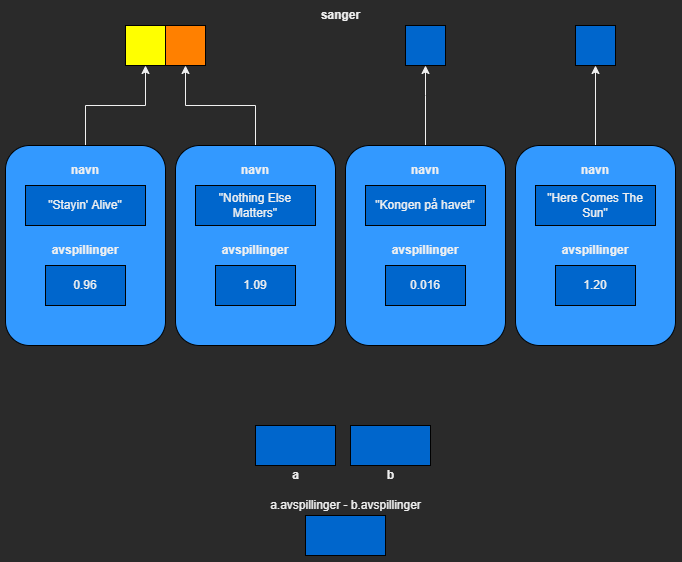 sanger
navn
navn
navn
navn
"Stayin' Alive"
"Nothing Else
Matters"
"Kongen på havet"
"Here Comes The
Sun"
avspillinger
avspillinger
avspillinger
avspillinger
0.96
1.09
0.016
1.20
a
b
a.avspillinger - b.avspillinger